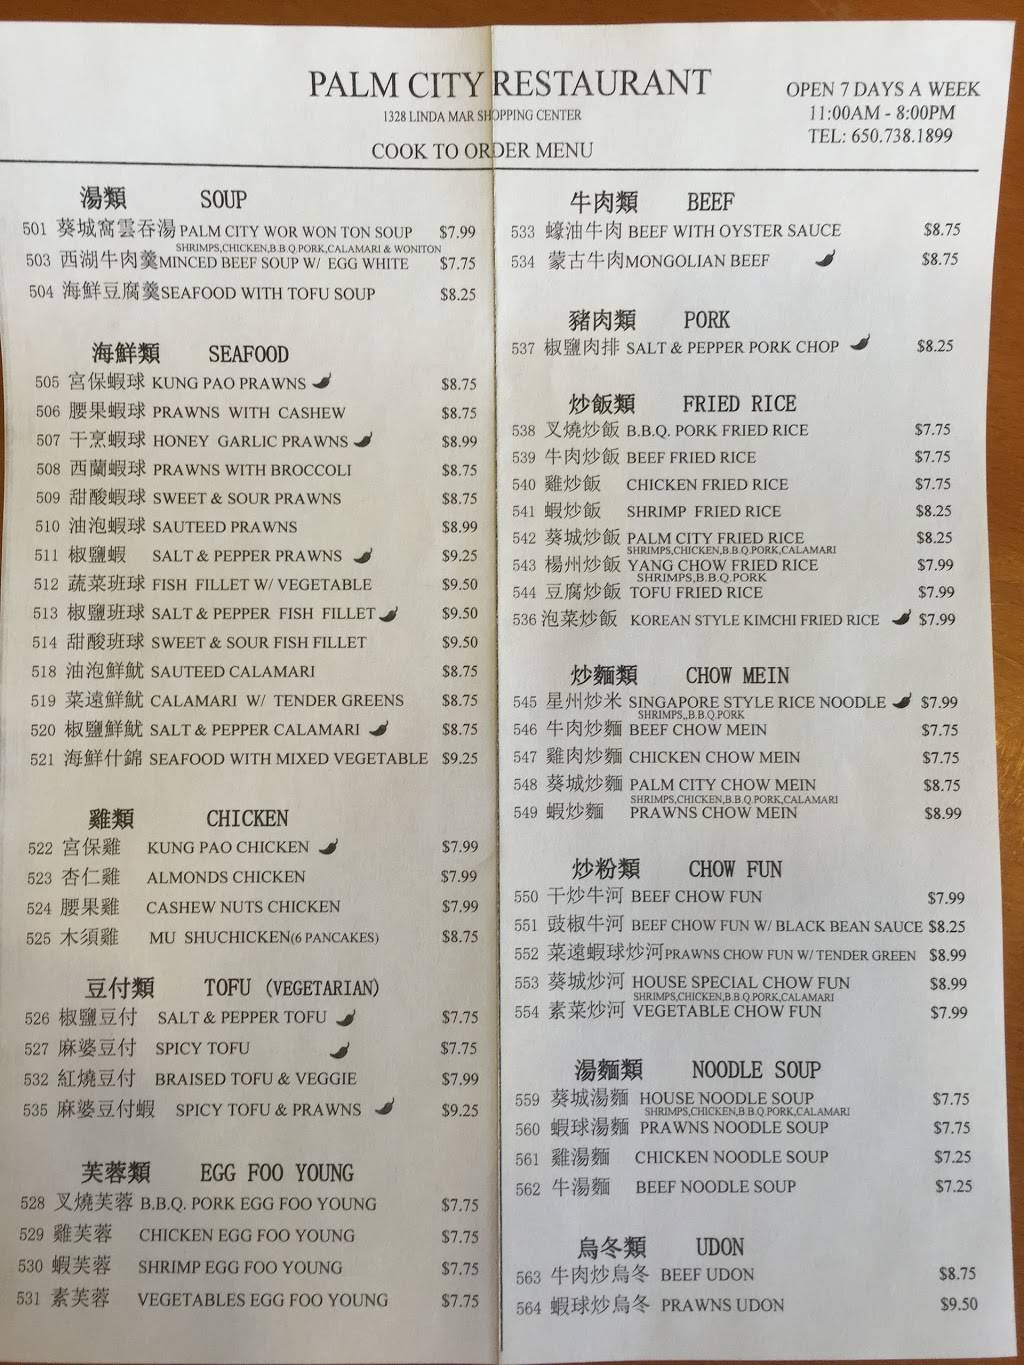 PALM CITY RESTAURANT
1328 LINDA MAR SHOPPING CENTER
COOK TO ORDER MENU
OPEN 7 DAYS A WEEK
11:00AM - 8:00PM
TEL: 650.738.1899
湯類 SOUP
501 葵城窩雲吞湯 PALM CITY WOR WON TON SOUP $7.99
SHRIMPS,CHICKEN,B.B.Q.PORK,CALAMARI & WONITON
503 西湖牛肉羹 MINCED BEEF SOUP W/ EGG WHITE $7.75
504 海鮮豆腐羹 SEAFOOD WITH TOFU SOUP $8.25
海鮮類 SEAFOOD
505 宮保蝦球 KUNG PAO PRAWNS $8.75
506 腰果蝦球 PRAWNS WITH CASHEW $8.75
507 干烹蝦球 HONEY GARLIC PRAWNS $8.99
508 西蘭蝦球 PRAWNS WITH BROCCOLI $8.75
509 甜酸蝦球 SWEET & SOUR PRAWNS $8.75
510 油泡蝦球 SAUTEED PRAWNS $8.99
511 椒鹽蝦 SALT & PEPPER PRAWNS $9.25
512 蔬菜班球 FISH FILLET W/ VEGETABLE $9.50
513 椒鹽班球 SALT & PEPPER FISH FILLET $9.50
514 甜酸班球 SWEET & SOUR FISH FILLET $9.50
518 油泡鮮魷 SAUTEED CALAMARI $8.75
519 菜遠鮮魷 CALAMARI W/ TENDER GREENS $8.75
520 椒鹽鮮魷 SALT & PEPPER CALAMARI $8.75
521 海鮮什錦 SEAFOOD WITH MIXED VEGETABLE $9.25
雞類 CHICKEN
522 宮保雞 KUNG PAO CHICKEN $7.99
523 杏仁雞 ALMONDS CHICKEN $7.99
524 腰果雞 CASHEW NUTS CHICKEN $7.99
525 木須雞 MU SHUCHICKEN(6 PANCAKES) $8.75
豆付類 TOFU (VEGETARIAN)
526 椒鹽豆付 SALT & PEPPER TOFU $7.75
527 麻婆豆付 SPICY TOFU $7.75
532 紅燒豆付 BRAISED TOFU & VEGGIE $7.99
535 麻婆豆付蝦 SPICY TOFU & PRAWNS $9.25
芙蓉類 EGG FOO YOUNG
528 叉燒芙蓉 B.B.Q. PORK EGG FOO YOUNG $7.75
529 雞芙蓉 CHICKEN EGG FOO YOUNG $7.75
530 蝦芙蓉 SHRIMP EGG FOO YOUNG $7.75
531 素芙蓉 VEGETABLES EGG FOO YOUNG $7.75
牛肉類 BEEF
533 蠔油牛肉 BEEF WITH OYSTER SAUCE $8.75
534 蒙古牛肉 MONGOLIAN BEEF $8.75
豬肉類 PORK
537 椒鹽肉排 SALT & PEPPER PORK CHOP $8.25
炒飯類 FRIED RICE
538 叉燒炒飯 B.B.Q. PORK FRIED RICE $7.75
539 牛肉炒飯 BEEF FRIED RICE $7.75
540 雞炒飯 CHICKEN FRIED RICE $7.75
541 蝦炒飯 SHRIMP FRIED RICE $8.25
542 葵城炒飯 PALM CITY FRIED RICE $8.25
SHRIMPS,CHICKEN,B.B.Q.PORK,CALAMARI
543 楊州炒飯 YANG CHOW FRIED RICE $7.99
SHRIMPS,B.B.Q.PORK
544 豆腐炒飯 TOFU FRIED RICE $7.99
536 泡菜炒飯 KOREAN STYLE KIMCHI FRIED RICE $7.99
炒麵類 CHOW MEIN
545 星州炒米 SINGAPORE STYLE RICE NOODLE $7.99
SHRIMPS,,B.B.Q.PORK
546 牛肉炒麵 BEEF CHOW MEIN $7.75
547 雞肉炒麵 CHICKEN CHOW MEIN $7.75
548 葵城炒麵 PALM CITY CHOW MEIN $8.75
SHRIMPS,CHICKEN,B.B.Q.PORK,CALAMARI
549 蝦炒麵 PRAWNS CHOW MEIN $8.99
炒粉類 CHOW FUN
550 干炒牛河 BEEF CHOW FUN $7.99
551 豉椒牛河 BEEF CHOW FUN W/ BLACK BEAN SAUCE $8.25
552 菜遠蝦球炒河 PRAWNS CHOW FUN W/ TENDER GREEN $8.99
553 葵城炒河 HOUSE SPECIAL CHOW FUN $8.99
SHRIMPS,CHICKEN,B.B.Q.PORK,CALAMARI
554 素菜炒河 VEGETABLE CHOW FUN $7.99
湯麵類 NOODLE SOUP
559 葵城湯麵 HOUSE NOODLE SOUP $7.75
SHRIMPS,CHICKEN,B.B.Q.PORK,CALAMARI
560 蝦球湯麵 PRAWNS NOODLE SOUP $7.75
561 雞湯麵 CHICKEN NOODLE SOUP $7.25
562 牛湯麵 BEEF NOODLE SOUP $7.25
烏冬類 UDON
563 牛肉炒烏冬 BEEF UDON $8.75
564 蝦球炒烏冬 PRAWNS UDON $9.50